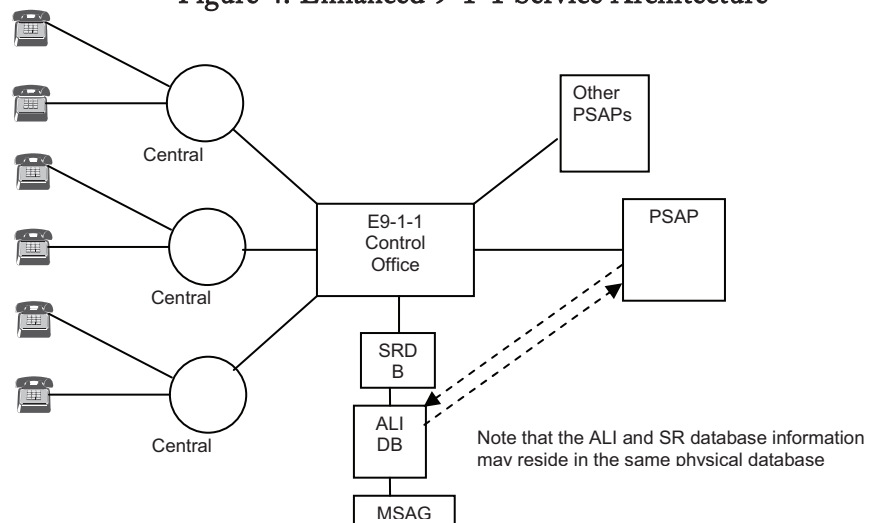 Figure 4: Enhanced 9-1-1 Service Architecture
Other
PSAPs
Central
E9-1-1
Control
Office
PSAP
Central
SRD
B
ALI
DB
Note that the ALI and SR database information
may reside in the same physical database
Central
MSAG